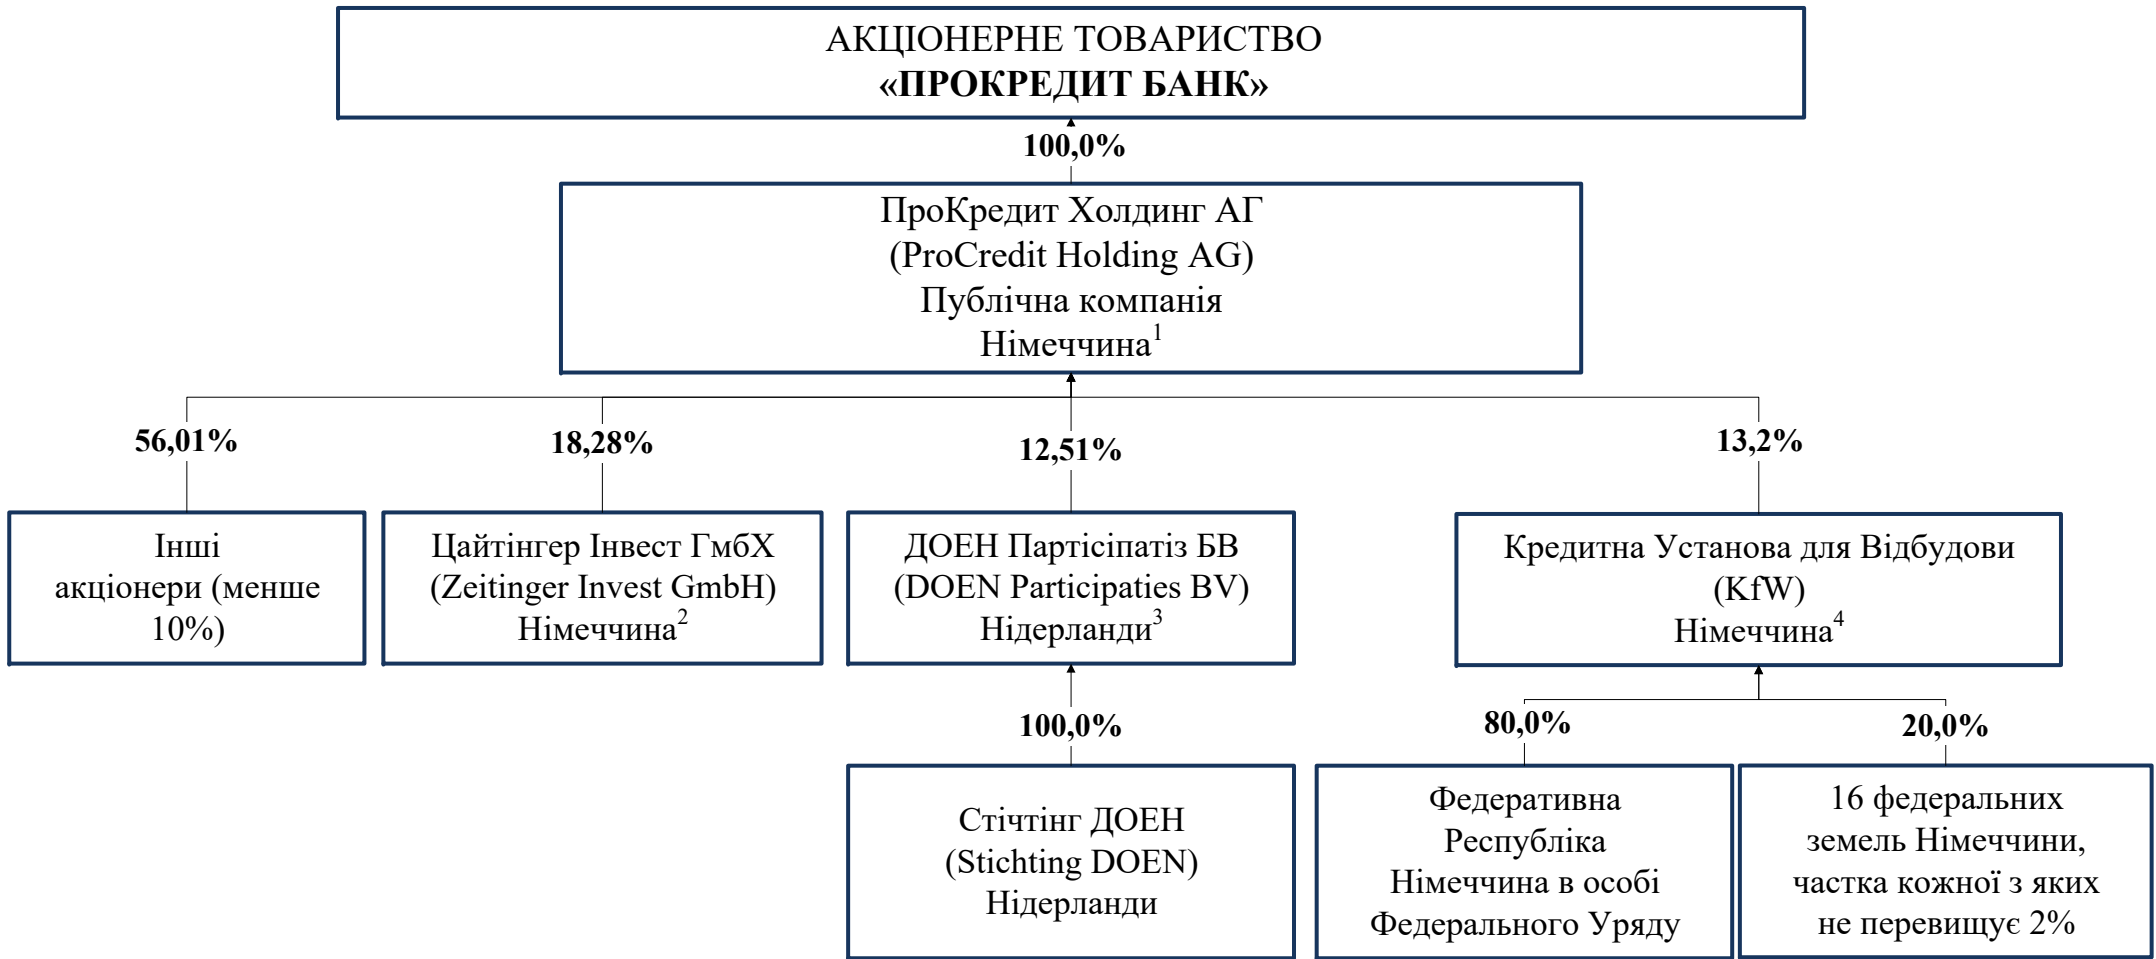 АКЦІОНЕРНЕ ТОВАРИСТВО
«ПРОКРЕДИТ БАНК»
100,0%
ПроКредит Холдинг АГ
(ProCredit Holding AG)
Публічна компанія
Німеччина¹
56,01%
18,28%
12,51%
13,2%
Інші
акціонери (менше
10%)
Цайтінгер Інвест ГмбХ
(Zeitinger Invest GmbH)
Німеччина²
ДОЕН Партісіпатіз БВ
(DOEN Participaties BV)
Нідерланди³
Кредитна Установа для Відбудови
(KfW)
Німеччина⁴
100,0%
80,0%
20,0%
Стічтінг ДОЕН
(Stichting DOEN)
Нідерланди
Федеративна
Республіка
Німеччина в особі
Федерального Уряду
16 федеральних
земель Німеччини,
частка кожної з яких
не перевищує 2%